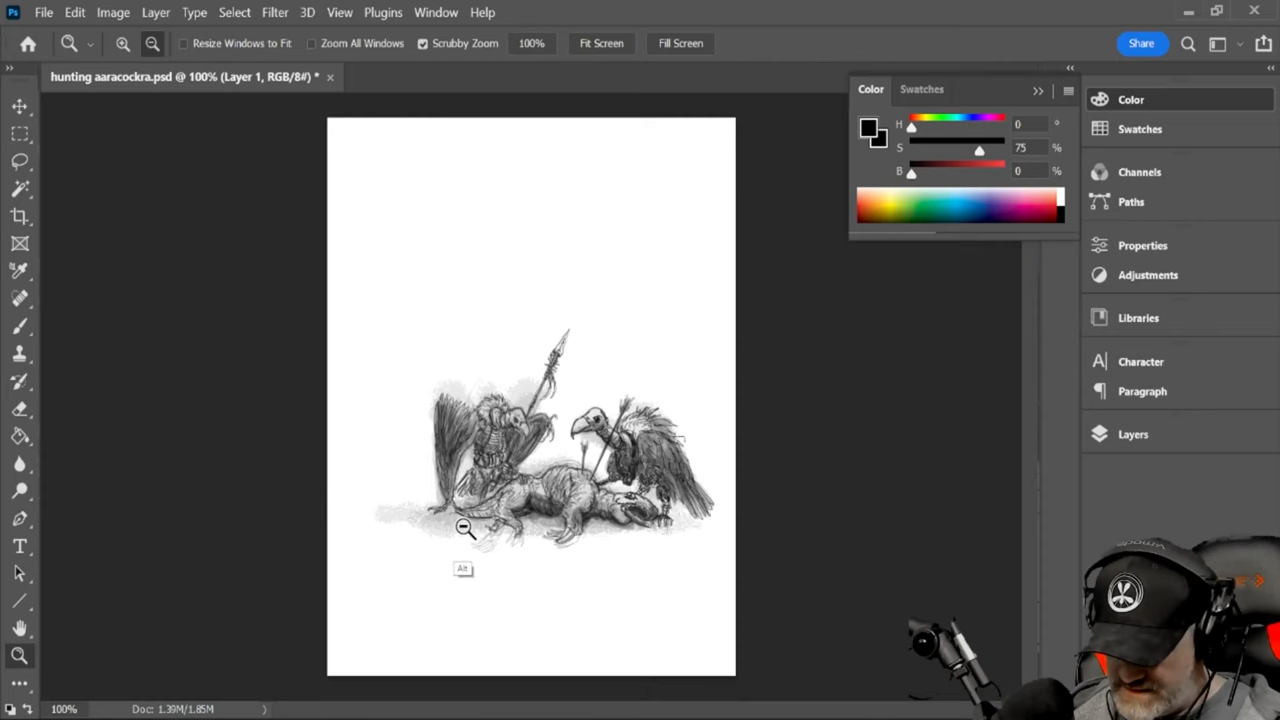 Ps File Edit Image Layer Type Select Filter 3D View Plugins Window Help
Resize Windows to Fit Zoom All Windows Scrubby Zoom 100% Fit Screen Fill Screen Share
hunting aaracockra.psd @ 100% (Layer 1, RGB/8#) *
Color Swatches
H 0 °
S 75 %
B 0 %
Color
Swatches
Channels
Paths
Properties
Adjustments
Libraries
Character
Paragraph
Layers
Alt
100% Doc: 1.39M/1.85M